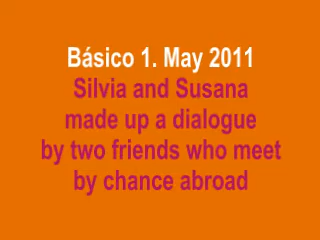 Básico 1. May 2011
Silvia and Susana
made up a dialogue
by two friends who meet
by chance abroad